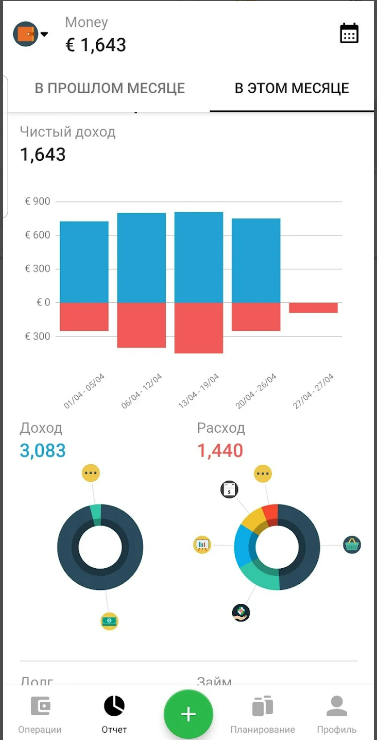 Money
€ 1,643
В ПРОШЛОМ МЕСЯЦЕ В ЭТОМ МЕСЯЦЕ
Чистый доход
1,643
€ 900
€ 600
€ 300
€ 0
€ 300
01/04 - 05/04 06/04 - 12/04 13/04 - 19/04 20/04 - 26/04 27/04 - 27/04
Доход Расход
3,083 1,440
Долг Займ
Операции Отчет Планирование Профиль